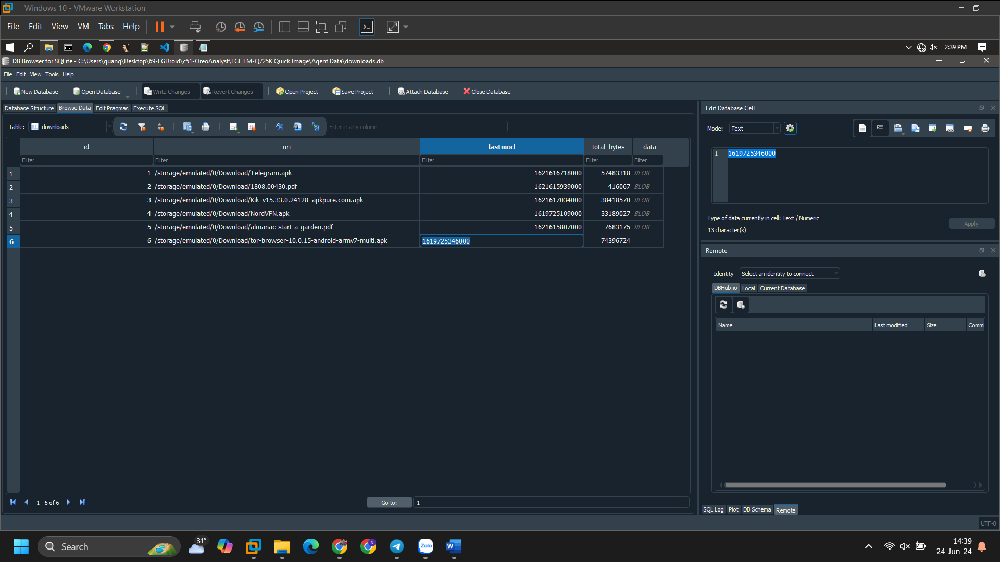 Windows 10 - VMware Workstation
File Edit View VM Tabs Help
2:39 PM
DB Browser for SQLite - C:\Users\quang\Desktop\69-LGDroid\c51-OreoAnalyst\LGE LM-Q725K Quick Image\Agent Data\downloads.db
File Edit View Tools Help
New Database Open Database Write Changes Revert Changes Open Project Save Project Attach Database Close Database
Database Structure Browse Data Edit Pragmas Execute SQL
Table: downloads Filter in any column
id uri lastmod total_bytes _data
Filter Filter Filter Filter Filter
1 1 /storage/emulated/0/Download/Telegram.apk 1621616718000 57483318 BLOB
2 2 /storage/emulated/0/Download/1808.00430.pdf 1621615939000 416067 BLOB
3 3 /storage/emulated/0/Download/Kik_v15.33.0.24128_apkpure.com.apk 1621617034000 38418570 BLOB
4 4 /storage/emulated/0/Download/NordVPN.apk 1619725109000 33189027 BLOB
5 5 /storage/emulated/0/Download/almanac-start-a-garden.pdf 1621615807000 7683175 BLOB
6 6 /storage/emulated/0/Download/tor-browser-10.0.15-android-armv7-multi.apk 1619725346000 74396724
1 - 6 of 6 Go to: 1
Edit Database Cell
Mode: Text
1 1619725346000
Type of data currently in cell: Text / Numeric
13 character(s) Apply
Remote
Identity Select an identity to connect
DBHub.io Local Current Database
Name Last modified Size Comm
SQL Log Plot DB Schema Remote
UTF-8
Search
31°
N
Zalo
W
14:39
24-Jun-24